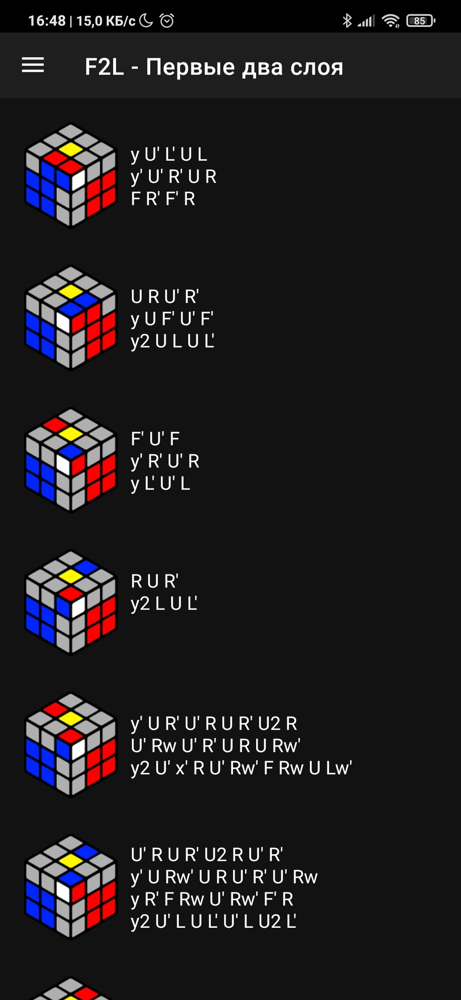 16:48 | 15,0 КБ/с
85
F2L - Первые два слоя
y U' L' U L
y' U' R' U R
F R' F' R
U R U' R'
y U F' U' F'
y2 U L U L'
F' U' F
y' R' U' R
y L' U' L
R U R'
y2 L U L'
y' U R' U' R U R' U2 R
U' Rw U' R' U R U Rw'
y2 U' x' R U' Rw' F Rw U Lw'
U' R U R' U2 R U' R'
y' U Rw' U R U' R' U' Rw
y R' F Rw U' Rw' F' R
y2 U' L U L' U' L U2 L'